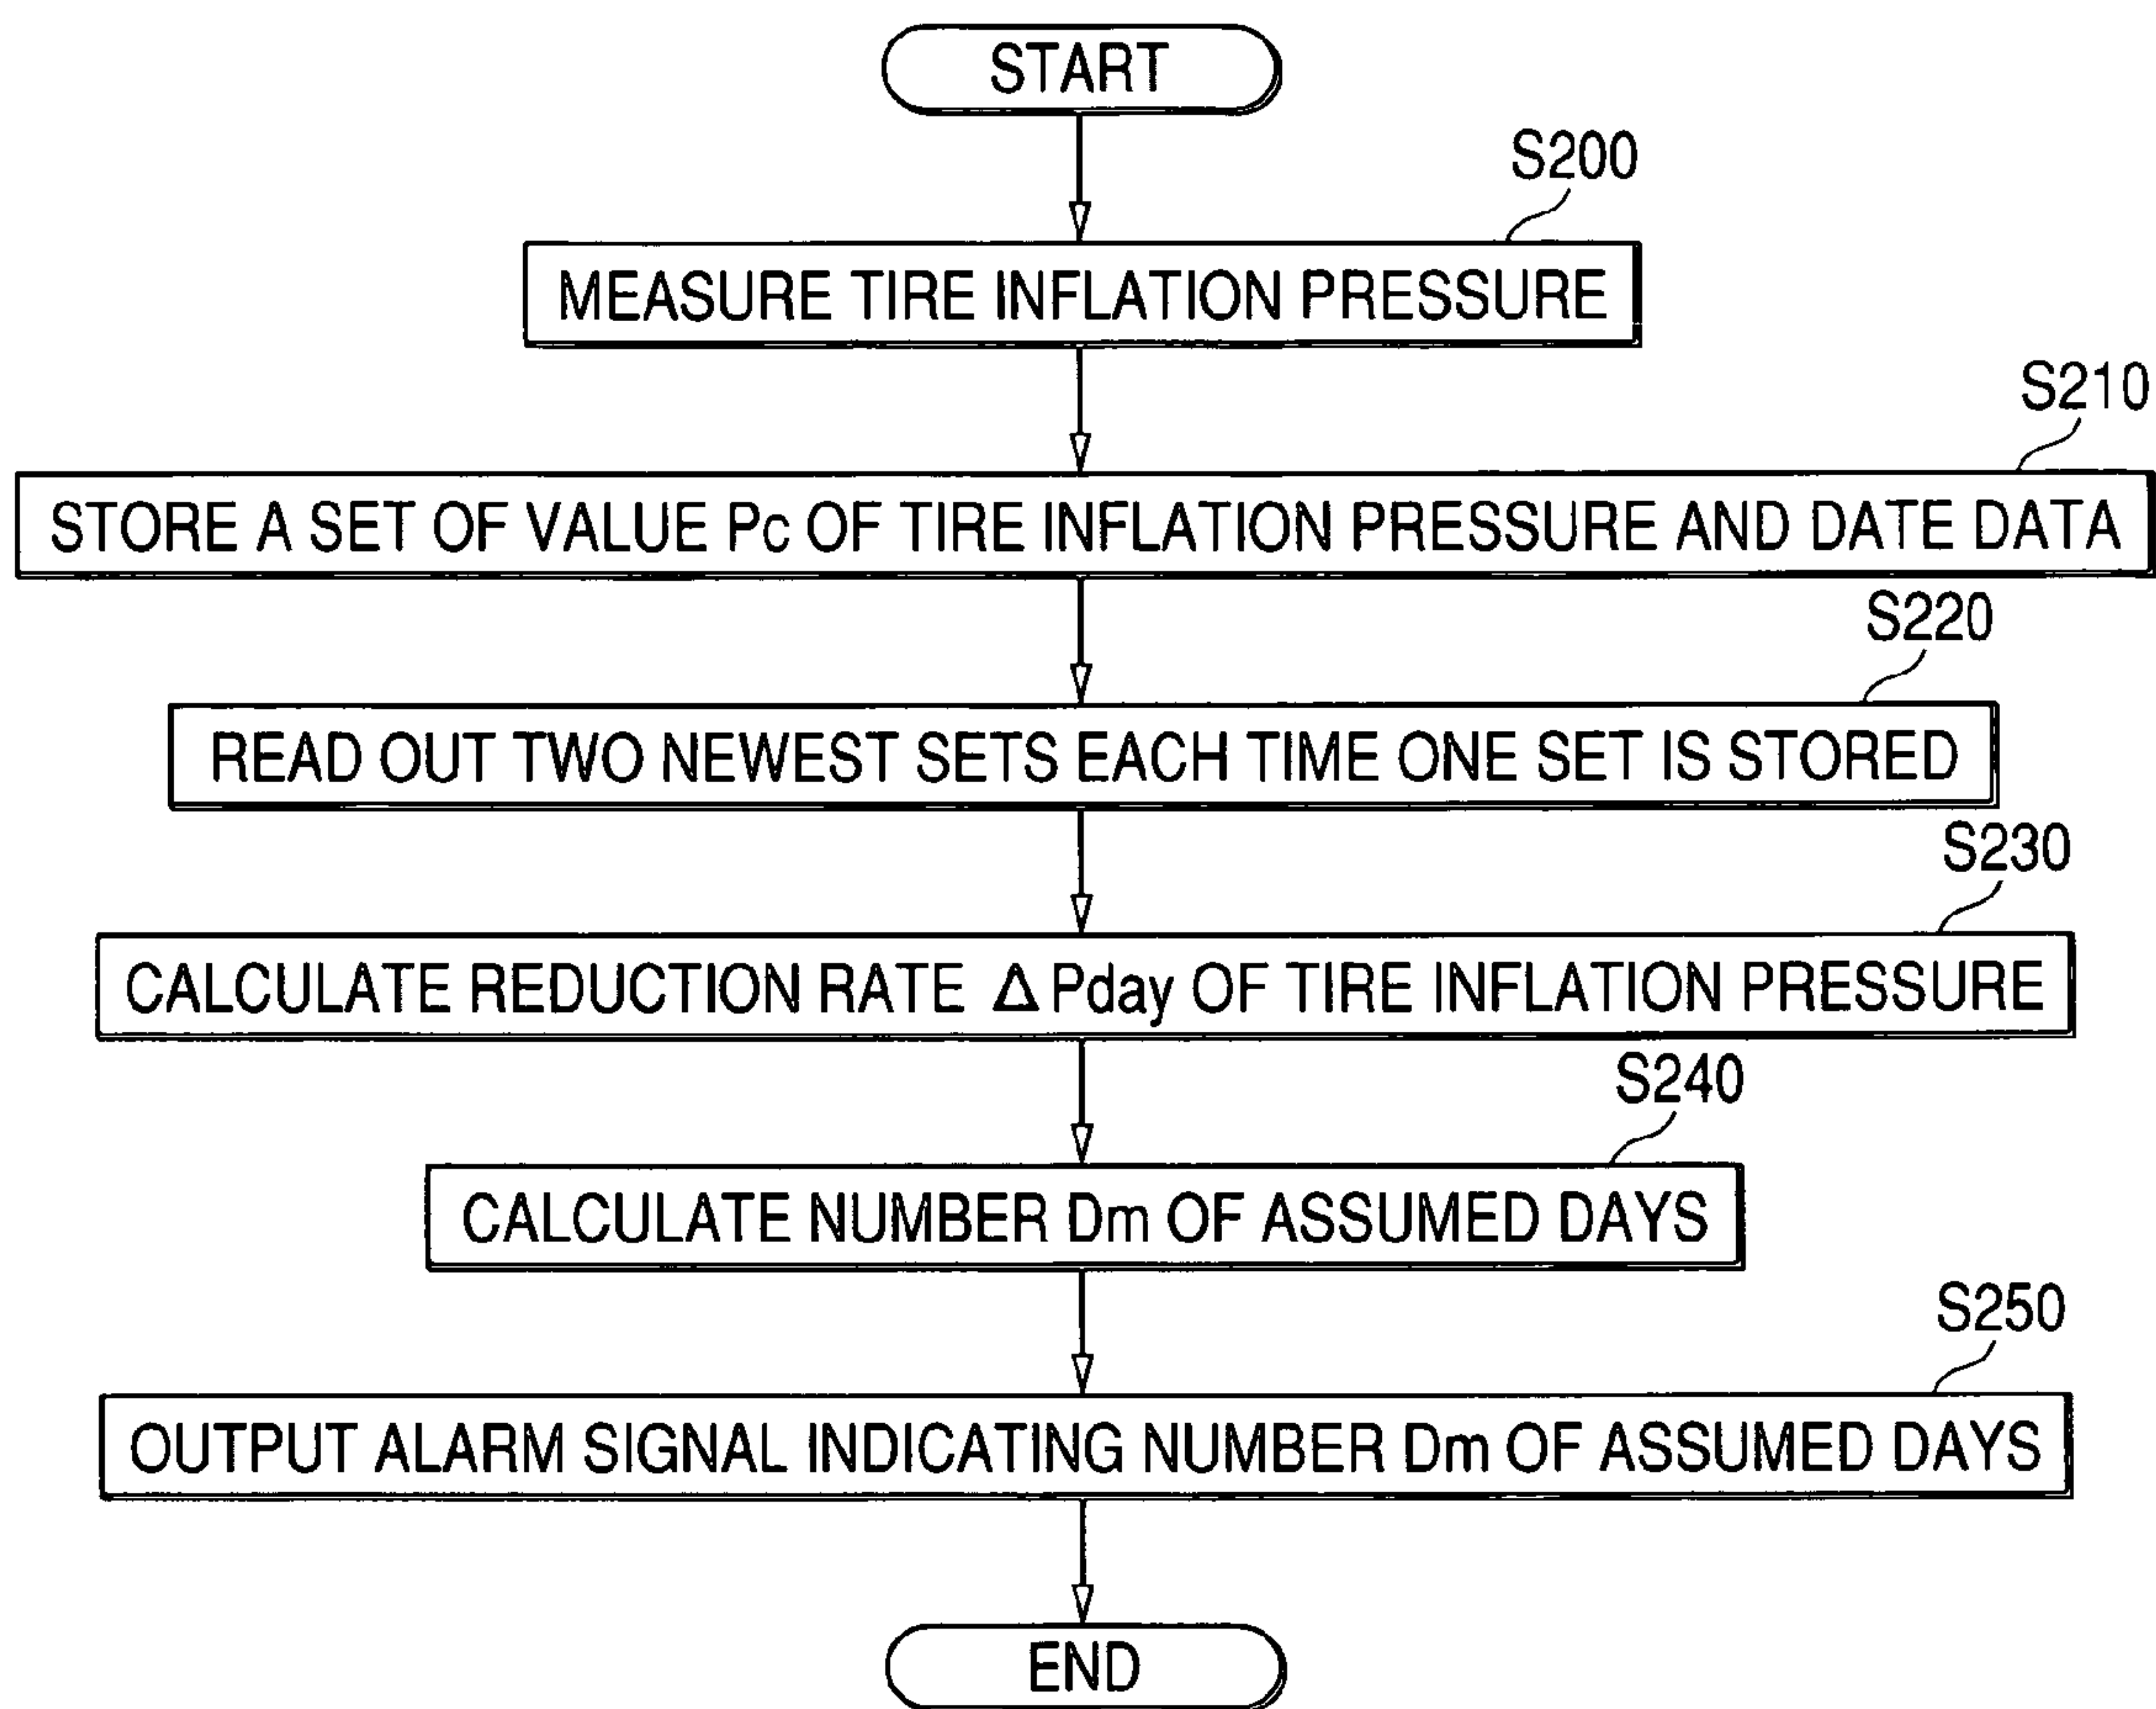 START
S200
MEASURE TIRE INFLATION PRESSURE
S210
STORE A SET OF VALUE Pc OF TIRE INFLATION PRESSURE AND DATE DATA
S220
READ OUT TWO NEWEST SETS EACH TIME ONE SET IS STORED
S230
CALCULATE REDUCTION RATE Δ Pday OF TIRE INFLATION PRESSURE
S240
CALCULATE NUMBER Dm OF ASSUMED DAYS
S250
OUTPUT ALARM SIGNAL INDICATING NUMBER Dm OF ASSUMED DAYS
END